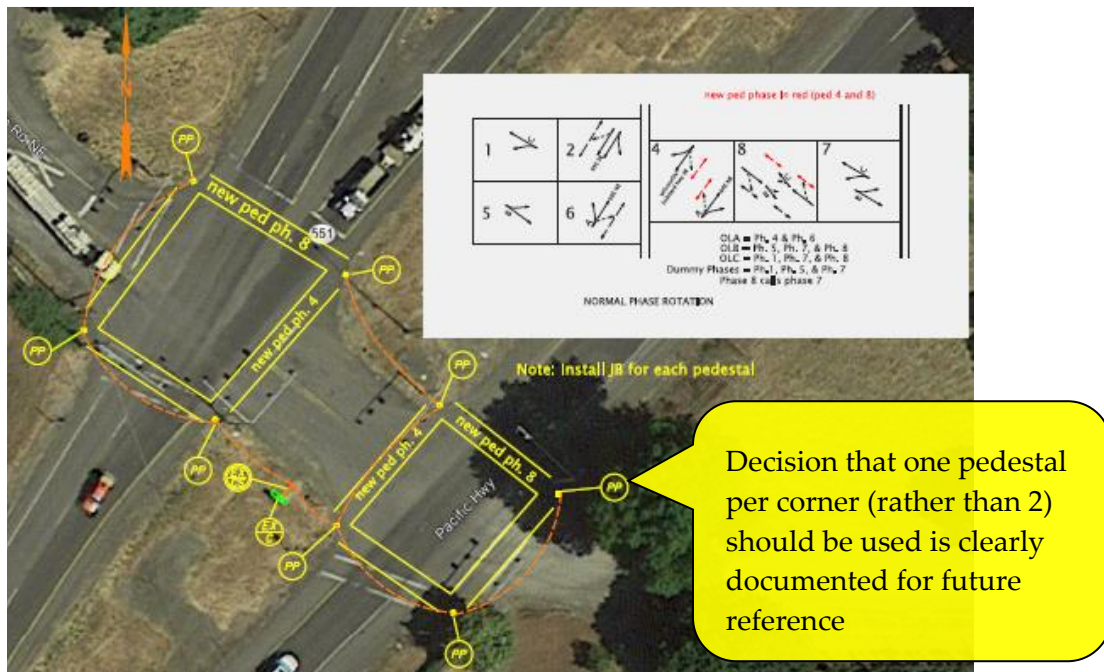 N
Rd NE
PP
new ped ph. 8
551
PP
new ped ph. 4
PP
PP
new ped phase in red (ped 4 and 8)
1
2
4
8
7
5
6
OLA = Ph. 4 & Ph. 6
OLB = Ph. 5, Ph. 7, & Ph. 8
OLC = Ph. 1, Ph. 7, & Ph. 8
Dummy Phases = Ph.1, Ph. 5, & Ph. 7
Phase 8 calls phase 7
NORMAL PHASE ROTATION
Note: Install JB for each pedestal
PP
new ped ph. 4
new ped ph. 8
Pacific Hwy
PP
EX
C
PP
PP
Decision that one pedestal
per corner (rather than 2)
should be used is clearly
documented for future
reference